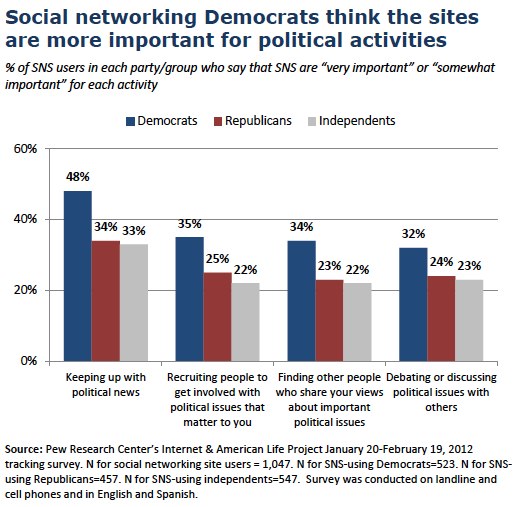 Social networking Democrats think the sites
are more important for political activities
% of SNS users in each party/group who say that SNS are “very important” or “somewhat
important” for each activity
Democrats Republicans Independents
60%
48%
40%
34% 33%
35%
25%
22%
34%
23% 22%
32%
24% 23%
20%
0%
Keeping up with
political news
Recruiting people to
get involved with
political issues that
matter to you
Finding other people
who share your views
about important
political issues
Debating or discussing
political issues with
others
Source: Pew Research Center’s Internet & American Life Project January 20-February 19, 2012
tracking survey. N for social networking site users = 1,047. N for SNS-using Democrats=523. N for SNS-
using Republicans=457. N for SNS-using independents=547.  Survey was conducted on landline and
cell phones and in English and Spanish.